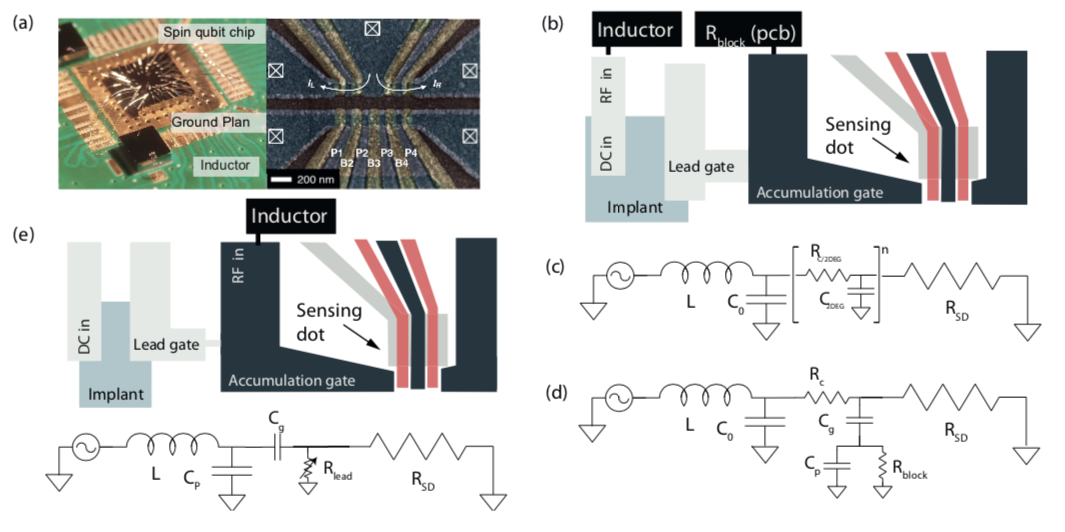 (a)
Spin qubit chip
Ground Plan
Inductor
I_L
I_R
P1 P2 P3 P4
B2 B3 B4
200 nm
(b)
Inductor
R_block (pcb)
RF in
DC in
Lead gate
Implant
Accumulation gate
Sensing
dot
(e)
Inductor
RF in
DC in
Lead gate
Implant
Accumulation gate
Sensing
dot
C_g
L
C_P
R_lead
R_SD
(c)
L
C_0
R_C/2DEG
n
C_2DEG
R_SD
(d)
L
C_0
R_c
C_g
C_p
R_block
R_SD